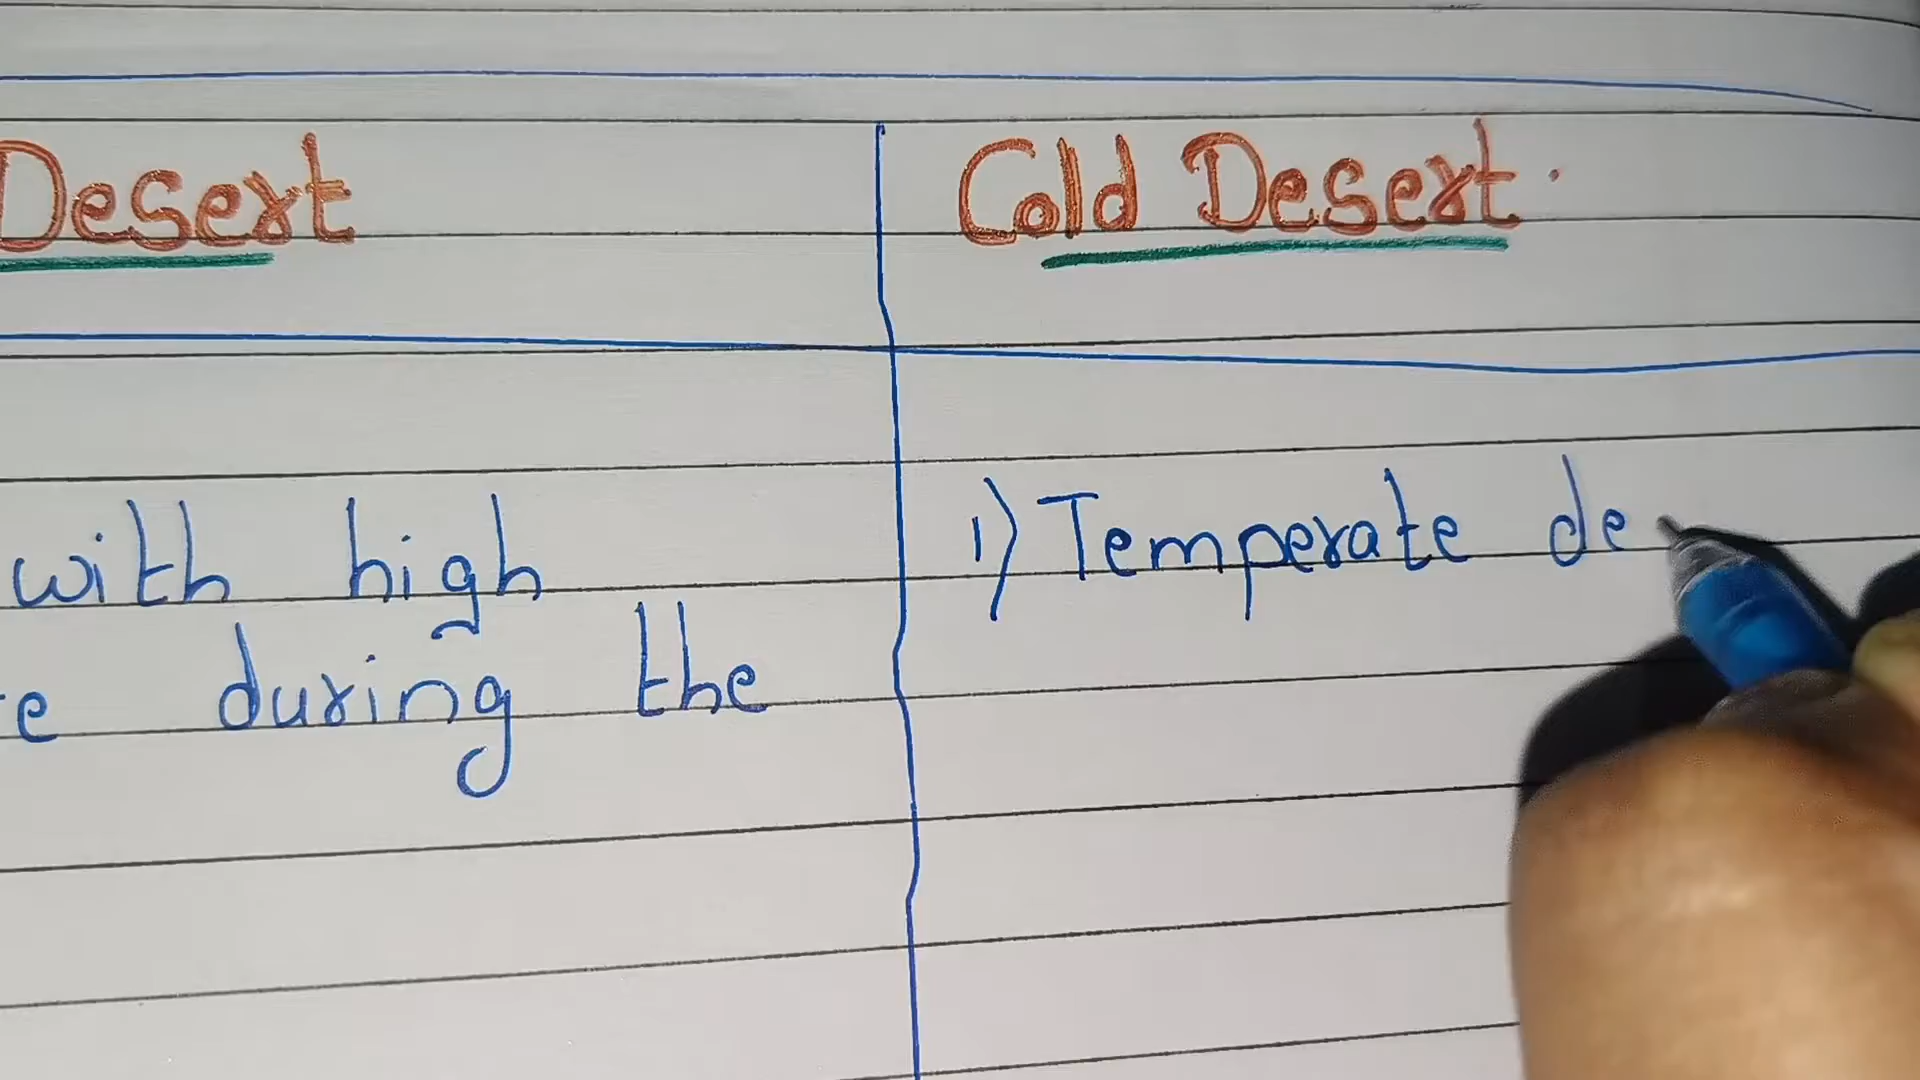 Desert
Cold Desert.
with high
e during the
1) Temperate de